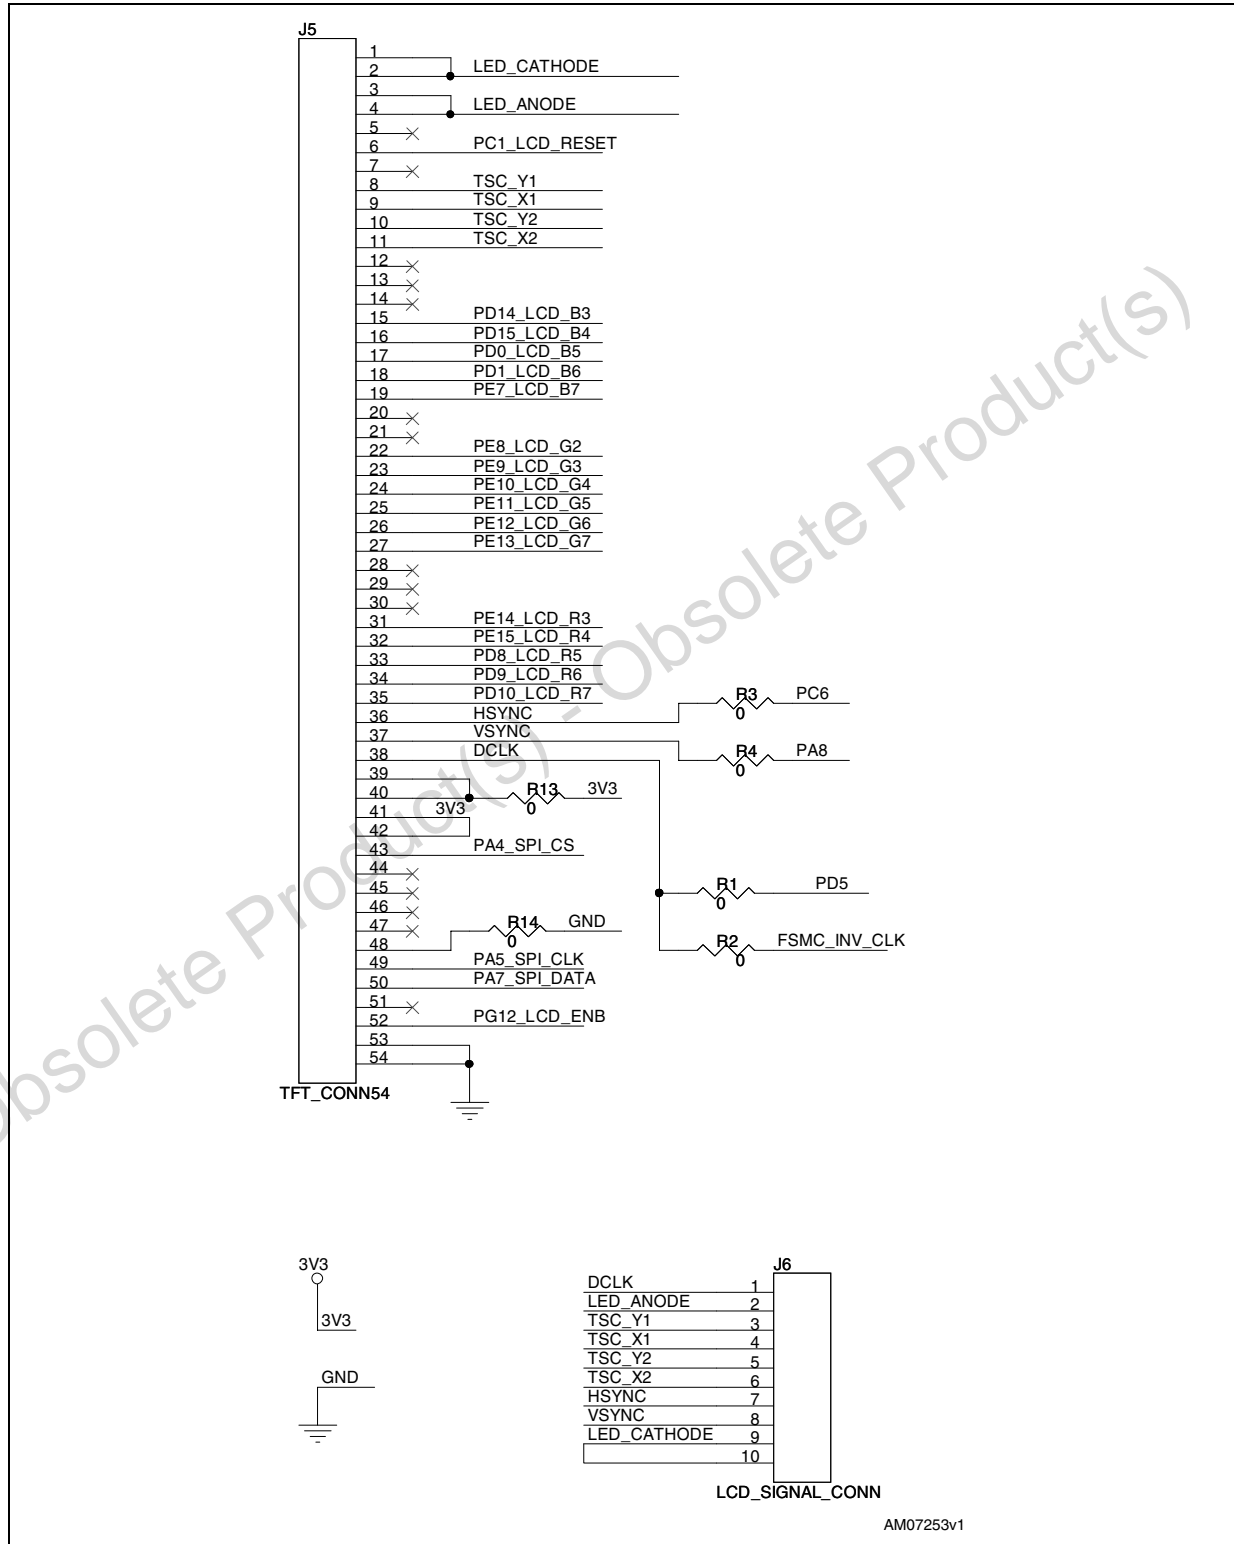 J5
1
2 LED_CATHODE
3
4 LED_ANODE
5
6 PC1_LCD_RESET
7
8 TSC_Y1
9 TSC_X1
10 TSC_Y2
11 TSC_X2
12
13
14
15 PD14_LCD_B3
16 PD15_LCD_B4
17 PD0_LCD_B5
18 PD1_LCD_B6
19 PE7_LCD_B7
20
21
22 PE8_LCD_G2
23 PE9_LCD_G3
24 PE10_LCD_G4
25 PE11_LCD_G5
26 PE12_LCD_G6
27 PE13_LCD_G7
28
29
30
31 PE14_LCD_R3
32 PE15_LCD_R4
33 PD8_LCD_R5
34 PD9_LCD_R6
35 PD10_LCD_R7
36 HSYNC R3 0 PC6
37 VSYNC R4 0 PA8
38 DCLK
39
40 R13 0 3V3
41 3V3
42
43 PA4_SPI_CS
44
45 R1 0 PD5
46
47
48 R14 0 GND R2 0 FSMC_INV_CLK
49 PA5_SPI_CLK
50 PA7_SPI_DATA
51
52 PG12_LCD_ENB
53
54
TFT_CONN54
3V3
3V3
GND
J6
DCLK 1
LED_ANODE 2
TSC_Y1 3
TSC_X1 4
TSC_Y2 5
TSC_X2 6
HSYNC 7
VSYNC 8
LED_CATHODE 9
10
LCD_SIGNAL_CONN
AM07253v1
Obsolete Product(s) - Obsolete Product(s)